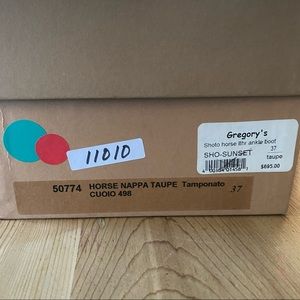 11010
Gregory's
Shoto horse 8hr ankle boot
37
SHO-SUNSET taupe
$695.00
50774 HORSE NAPPA TAUPE Tamponato
CUOIO 498 37